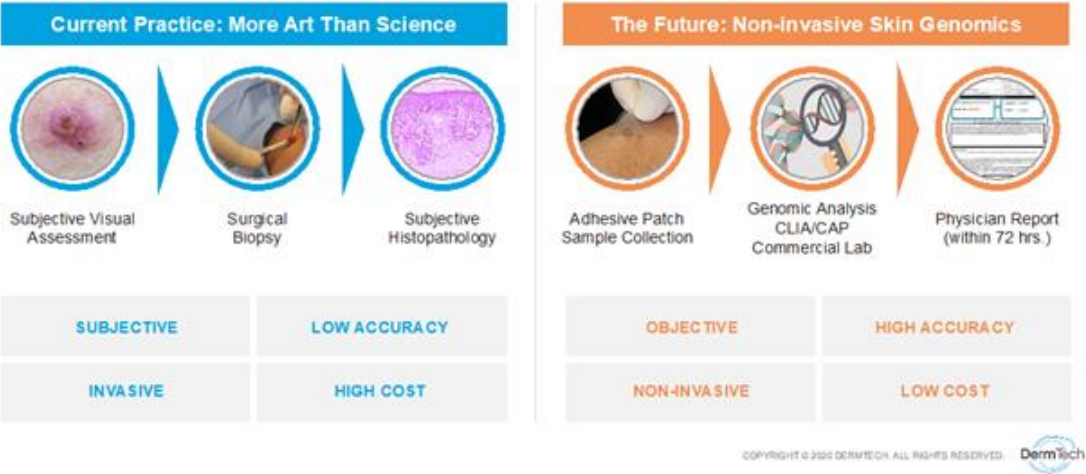 Current Practice: More Art Than Science
Subjective Visual
Assessment
Surgical
Biopsy
Subjective
Histopathology
SUBJECTIVE
LOW ACCURACY
INVASIVE
HIGH COST
The Future: Non-invasive Skin Genomics
Adhesive Patch
Sample Collection
Genomic Analysis
CLIA/CAP
Commercial Lab
Physician Report
(within 72 hrs.)
OBJECTIVE
HIGH ACCURACY
NON-INVASIVE
LOW COST
COPYRIGHT © 2020 DERMTECH. ALL RIGHTS RESERVED.
DermTech